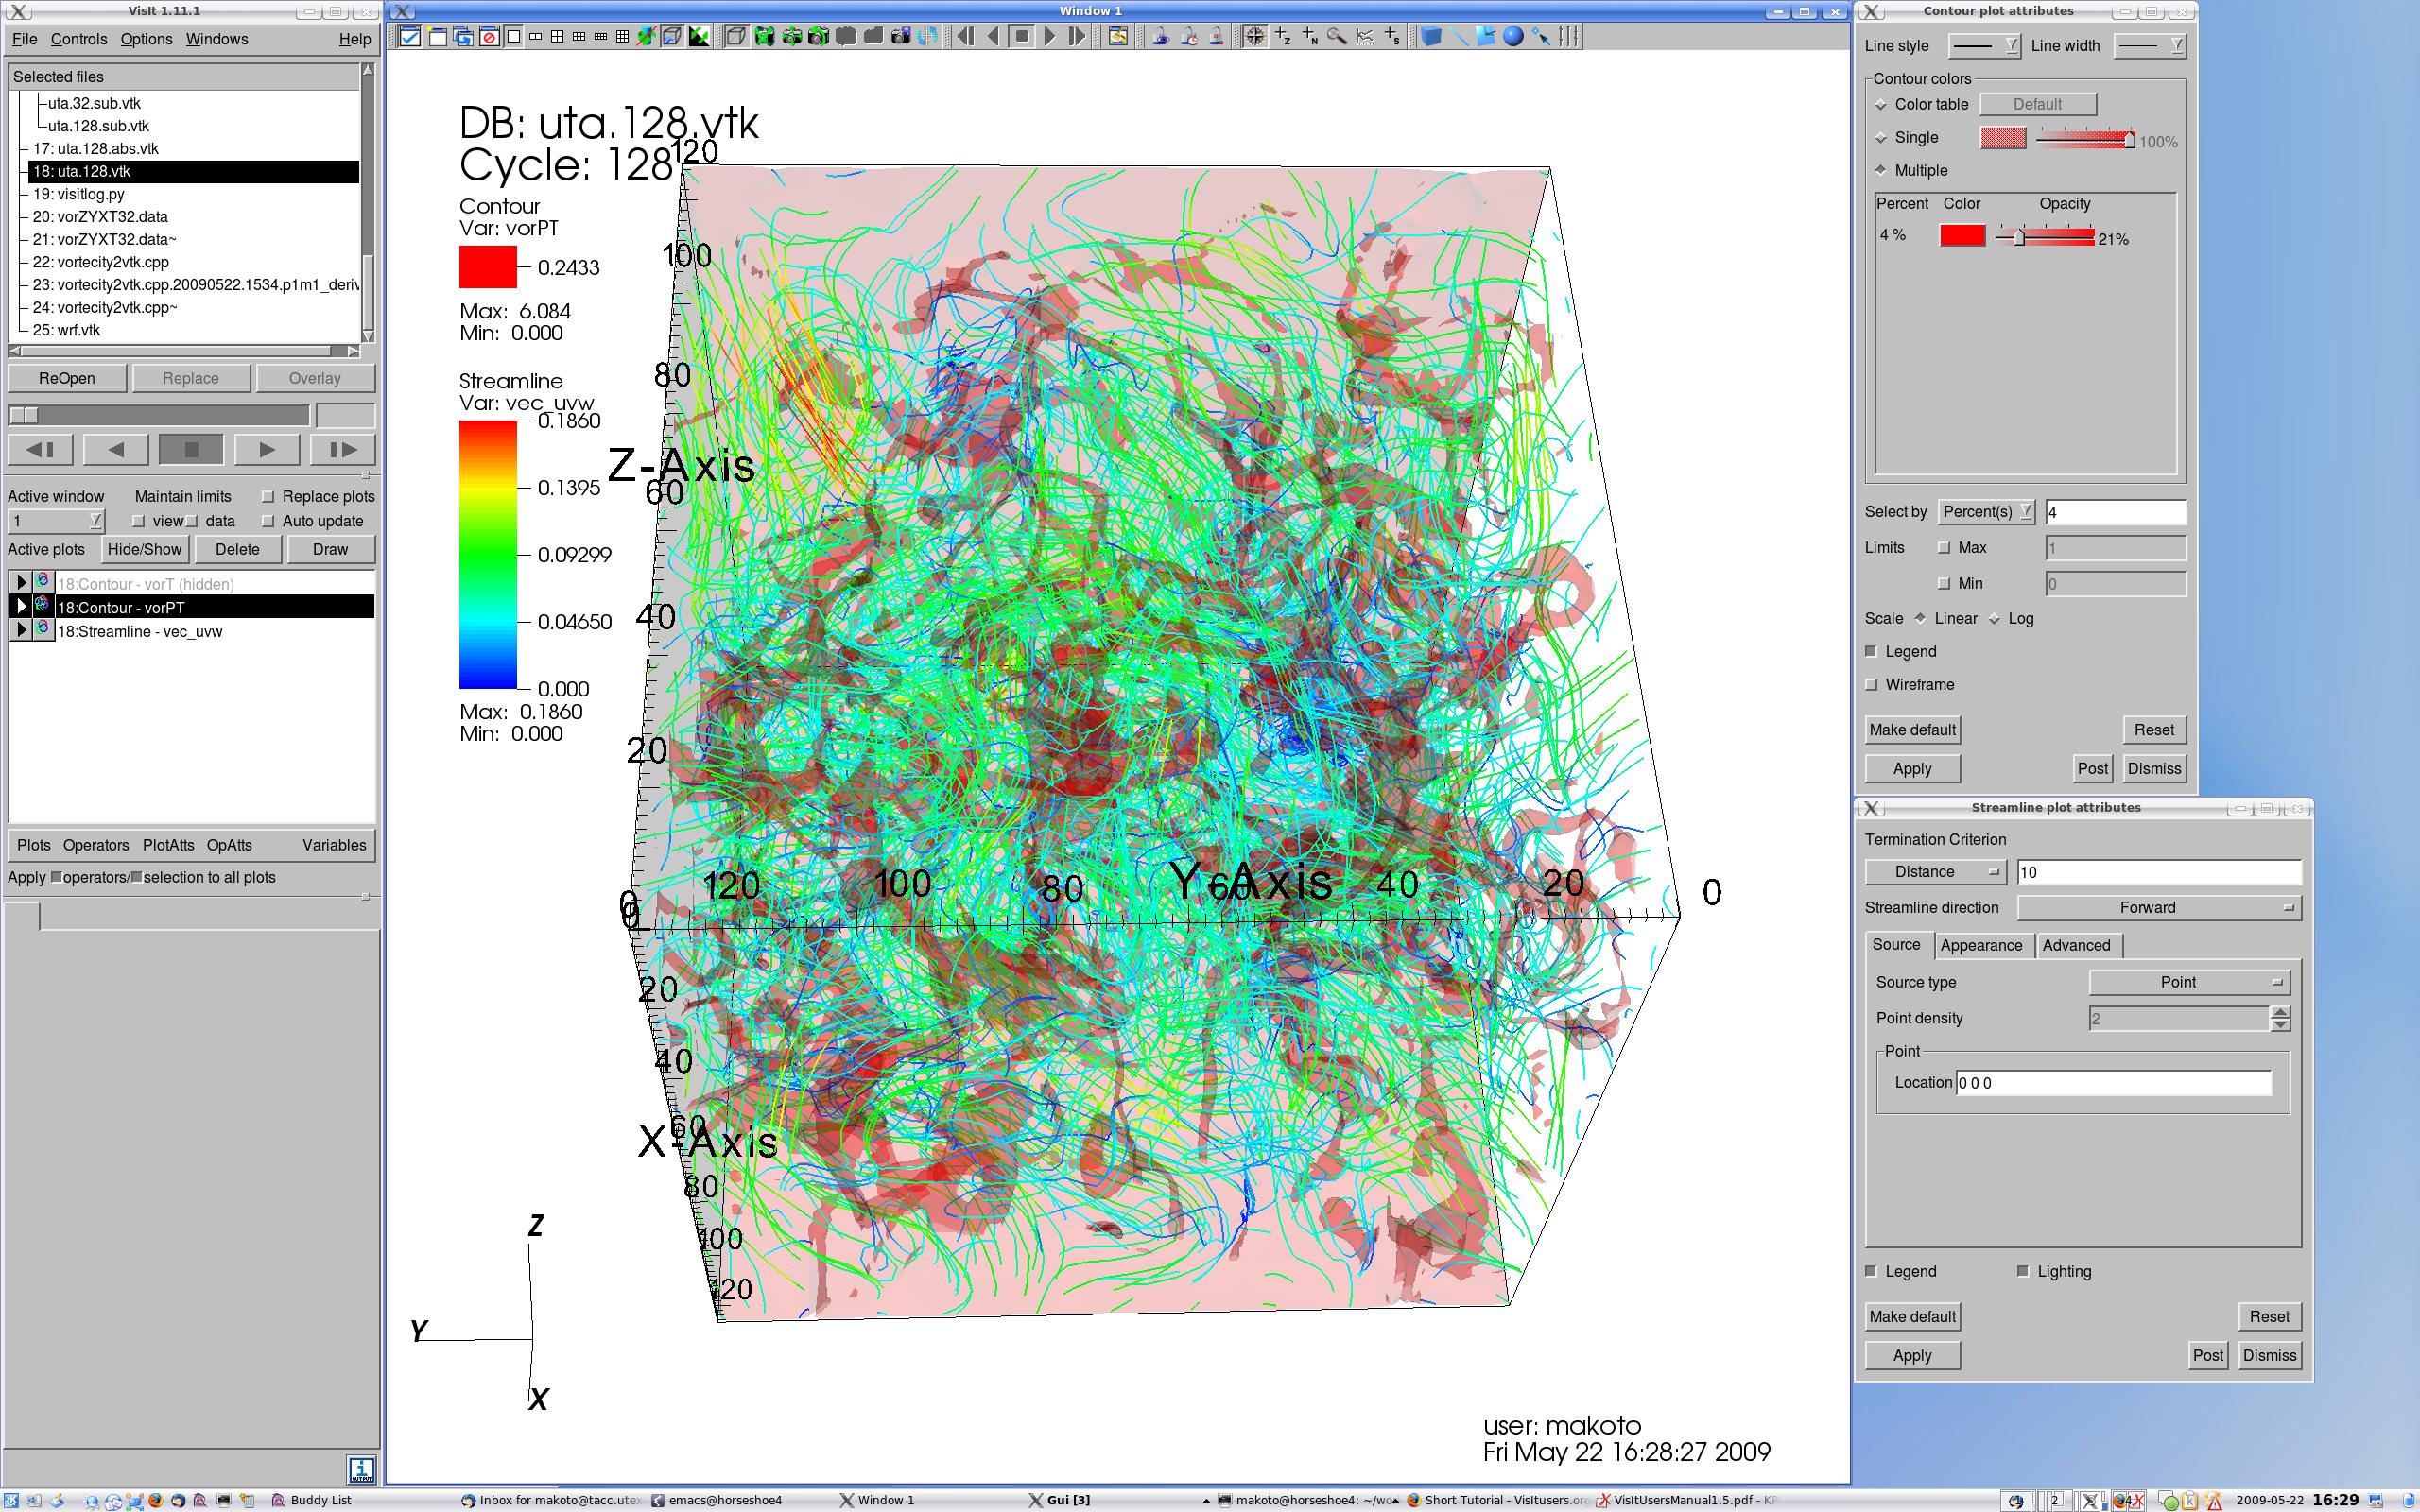 VisIt 1.11.1
File Controls Options Windows Help
Selected files
uta.32.sub.vtk
uta.128.sub.vtk
17: uta.128.abs.vtk
18: uta.128.vtk
19: visitlog.py
20: vorZYXT32.data
21: vorZYXT32.data~
22: vortecity2vtk.cpp
23: vortecity2vtk.cpp.20090522.1534.p1m1_deriv
24: vortecity2vtk.cpp~
25: wrf.vtk
ReOpen Replace Overlay
Active window Maintain limits Replace plots
1 view data Auto update
Active plots Hide/Show Delete Draw
18:Contour - vorT (hidden)
18:Contour - vorPT
18:Streamline - vec_uvw
Plots Operators PlotAtts OpAtts Variables
Apply operators/ selection to all plots
Window 1
DB: uta.128.vtk
Cycle: 128
Contour
Var: vorPT
0.2433
Max: 6.084
Min: 0.000
Streamline
Var: vec_uvw
0.1860
0.1395
0.09299
0.04650
0.000
Max: 0.1860
Min: 0.000
120
100
80
Z-Axis
60
40
20
0
120 100 80 Y-Axis 60 40 20 0
0
20
40
60
X-Axis
80
100
120
Z
Y
X
user: makoto
Fri May 22 16:28:27 2009
Contour plot attributes
Line style Line width
Contour colors
Color table Default
Single 100%
Multiple
Percent Color Opacity
4 % 21%
Select by Percent(s) 4
Limits Max 1
Min 0
Scale Linear Log
Legend
Wireframe
Make default Reset
Apply Post Dismiss
Streamline plot attributes
Termination Criterion
Distance 10
Streamline direction Forward
Source Appearance Advanced
Source type Point
Point density 2
Point
Location 0 0 0
Legend Lighting
Make default Reset
Apply Post Dismiss
Buddy List Inbox for makoto@tacc.utex emacs@horseshoe4 Window 1 Gui [3] makoto@horseshoe4: ~/wo Short Tutorial - VisItusers.org VisItUsersManual1.5.pdf - KP 2 2009-05-22 16:29